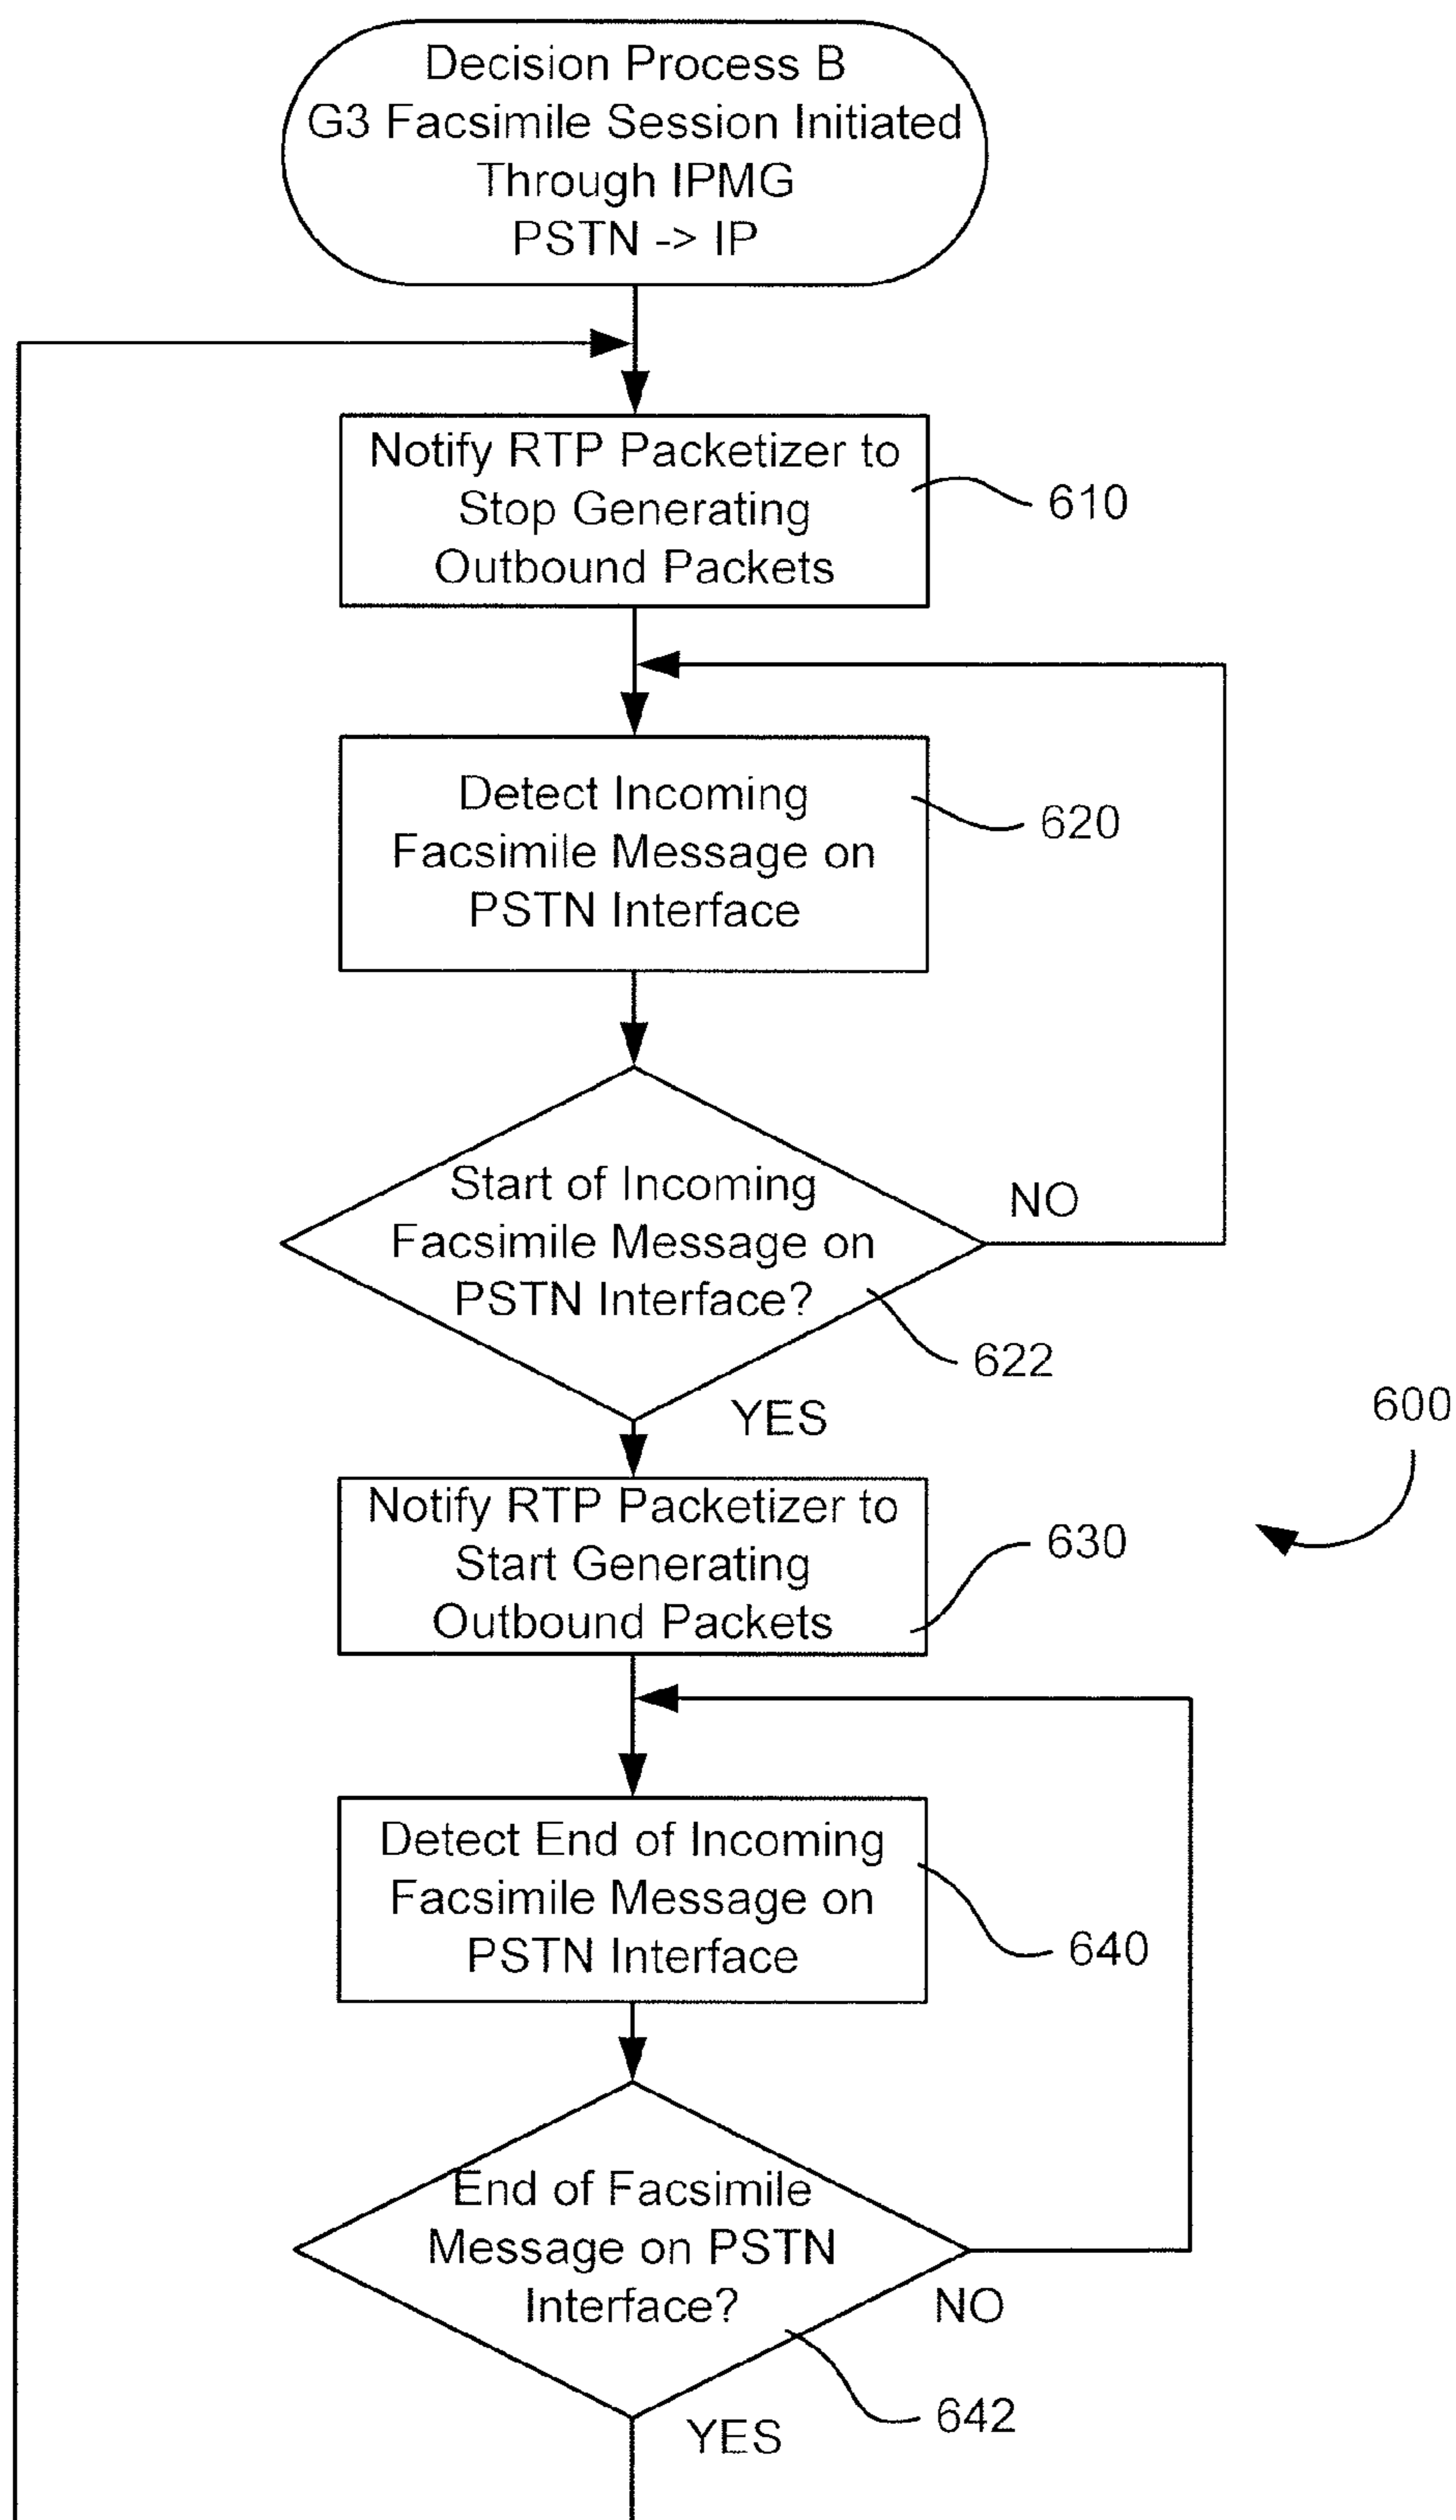 Decision Process B
G3 Facsimile Session Initiated
Through IPMG
PSTN -> IP
Notify RTP Packetizer to
Stop Generating
Outbound Packets
610
Detect Incoming
Facsimile Message on
PSTN Interface
620
Start of Incoming
Facsimile Message on
PSTN Interface?
NO
622
YES
600
Notify RTP Packetizer to
Start Generating
Outbound Packets
630
Detect End of Incoming
Facsimile Message on
PSTN Interface
640
End of Facsimile
Message on PSTN
Interface?
NO
642
YES